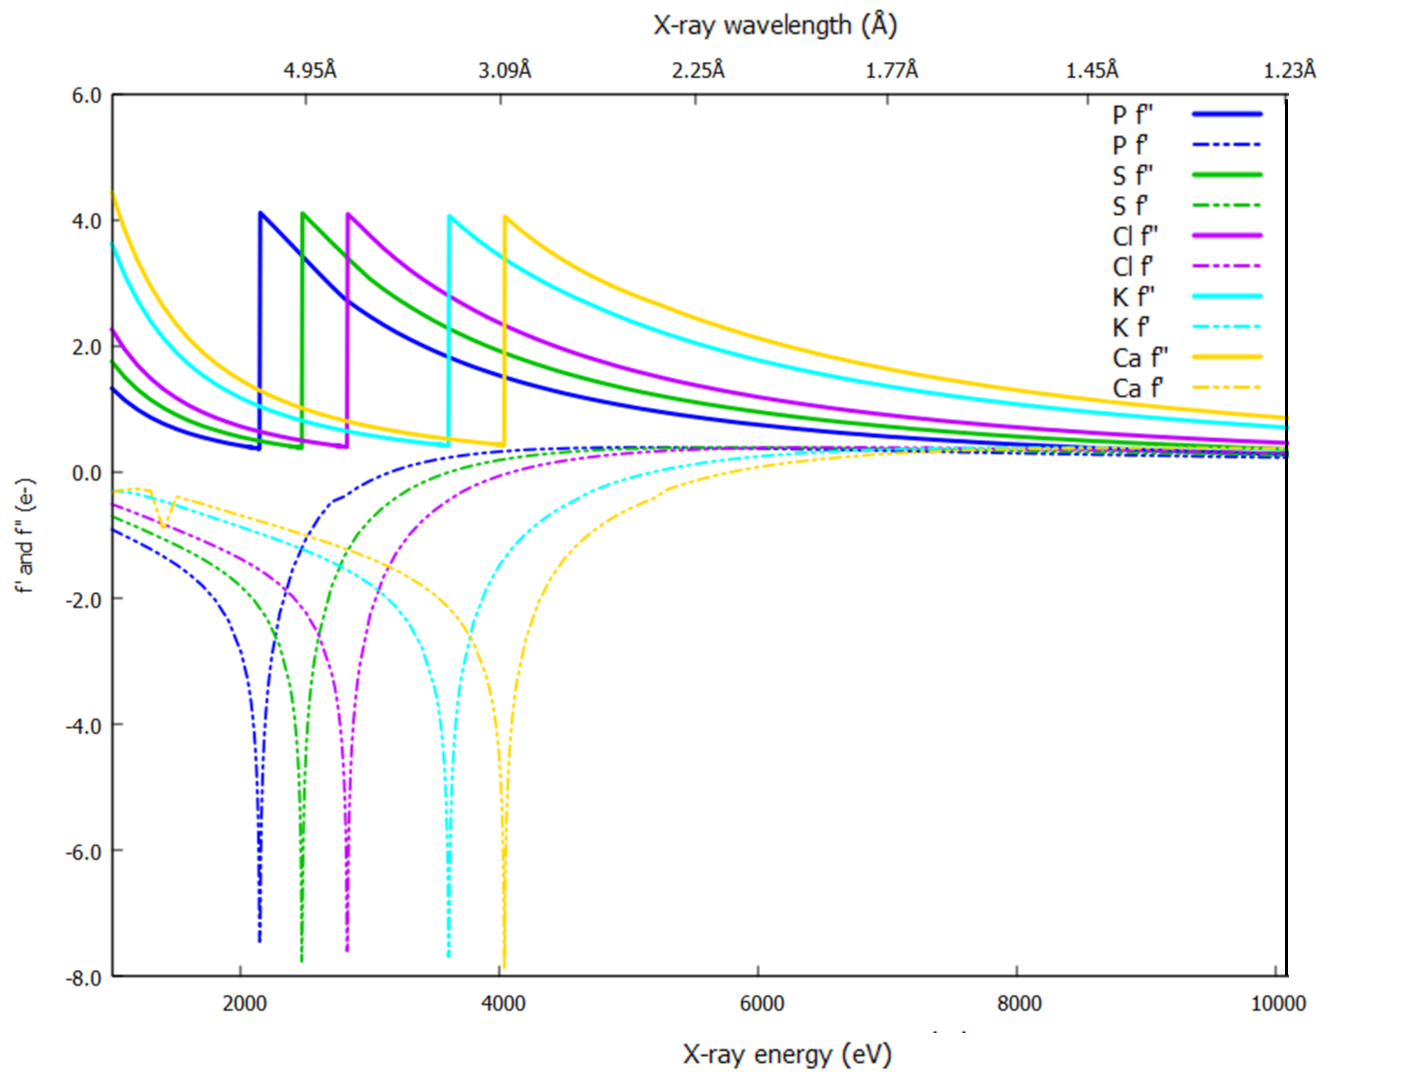 X-ray wavelength (Å)
4.95Å 3.09Å 2.25Å 1.77Å 1.45Å 1.23Å
6.0
4.0
2.0
0.0
-2.0
-4.0
-6.0
-8.0
f' and f" (e-)
P f"
P f'
S f"
S f'
Cl f"
Cl f'
K f"
K f'
Ca f"
Ca f'
2000 4000 6000 8000 10000
X-ray energy (eV)